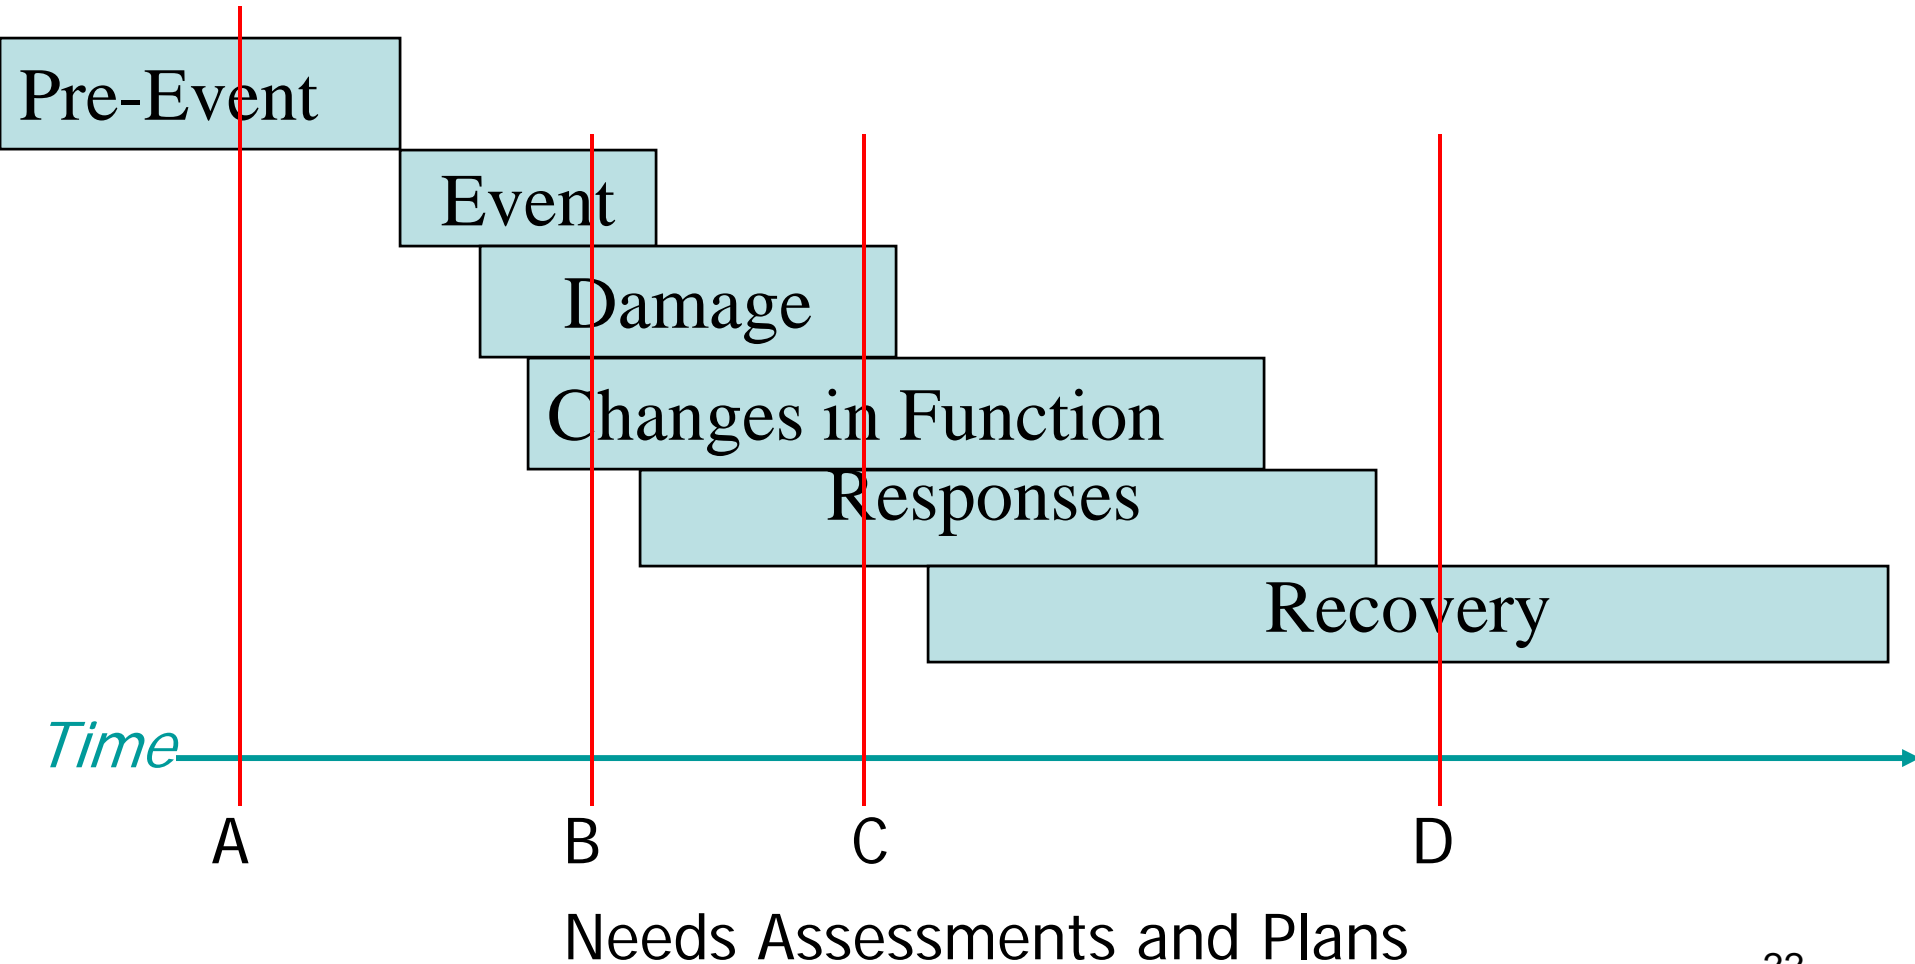 Pre-Event
Event
Damage
Changes in Function
Responses
Recovery
Time
A B C D
Needs Assessments and Plans